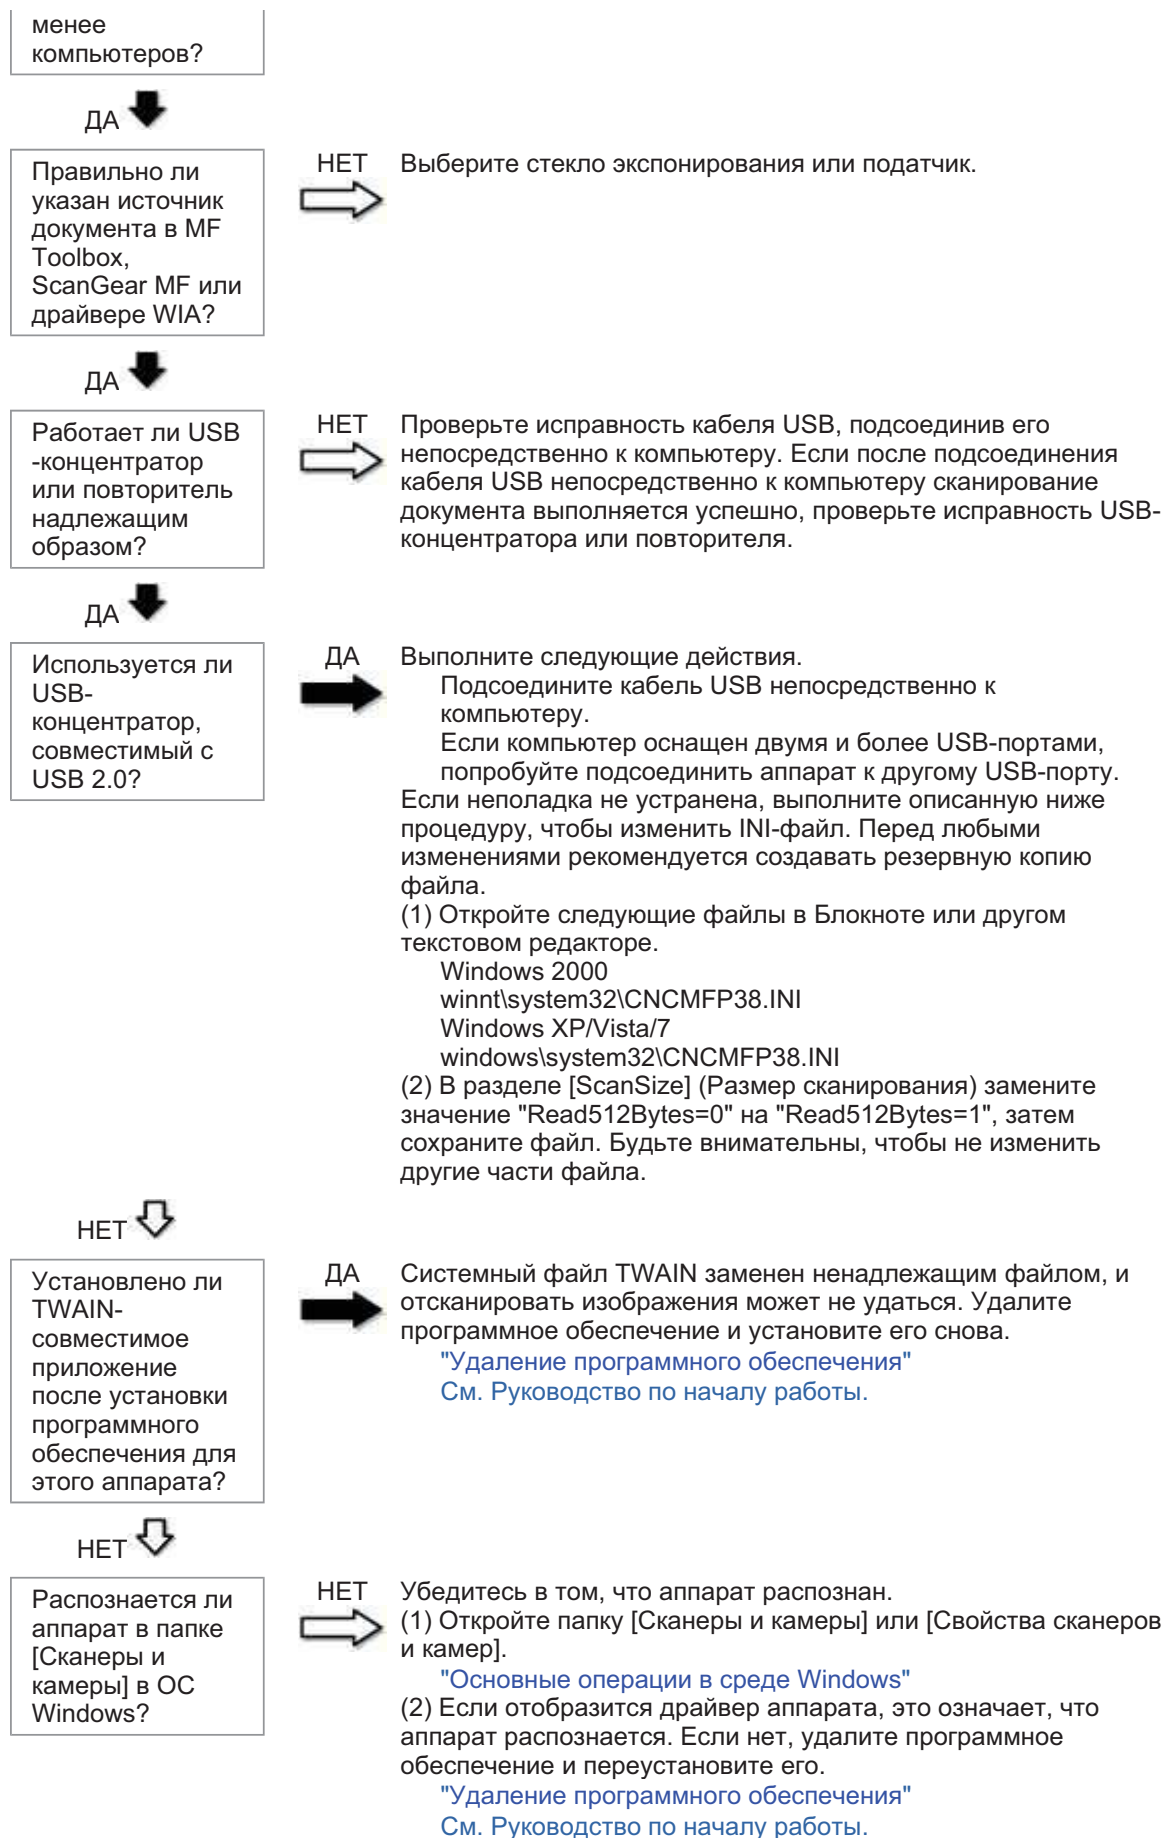 менее
компьютеров?
ДА
Правильно ли
указан источник
документа в MF
Toolbox,
ScanGear MF или
драйвере WIA?
НЕТ
Выберите стекло экспонирования или податчик.
ДА
Работает ли USB
-концентратор
или повторитель
надлежащим
образом?
НЕТ
Проверьте исправность кабеля USB, подсоединив его
непосредственно к компьютеру. Если после подсоединения
кабеля USB непосредственно к компьютеру сканирование
документа выполняется успешно, проверьте исправность USB-
концентратора или повторителя.
ДА
Используется ли
USB-
концентратор,
совместимый с
USB 2.0?
ДА
Выполните следующие действия.
Подсоедините кабель USB непосредственно к
компьютеру.
Если компьютер оснащен двумя и более USB-портами,
попробуйте подсоединить аппарат к другому USB-порту.
Если неполадка не устранена, выполните описанную ниже
процедуру, чтобы изменить INI-файл. Перед любыми
изменениями рекомендуется создавать резервную копию
файла.
(1) Откройте следующие файлы в Блокноте или другом
текстовом редакторе.
Windows 2000
winnt\system32\CNCMFP38.INI
Windows XP/Vista/7
windows\system32\CNCMFP38.INI
(2) В разделе [ScanSize] (Размер сканирования) замените
значение "Read512Bytes=0" на "Read512Bytes=1", затем
сохраните файл. Будьте внимательны, чтобы не изменить
другие части файла.
НЕТ
Установлено ли
TWAIN-
совместимое
приложение
после установки
программного
обеспечения для
этого аппарата?
ДА
Системный файл TWAIN заменен ненадлежащим файлом, и
отсканировать изображения может не удаться. Удалите
программное обеспечение и установите его снова.
"Удаление программного обеспечения"
См. Руководство по началу работы.
НЕТ
Распознается ли
аппарат в папке
[Сканеры и
камеры] в ОС
Windows?
НЕТ
Убедитесь в том, что аппарат распознан.
(1) Откройте папку [Сканеры и камеры] или [Свойства сканеров
и камер].
"Основные операции в среде Windows"
(2) Если отобразится драйвер аппарата, это означает, что
аппарат распознается. Если нет, удалите программное
обеспечение и переустановите его.
"Удаление программного обеспечения"
См. Руководство по началу работы.